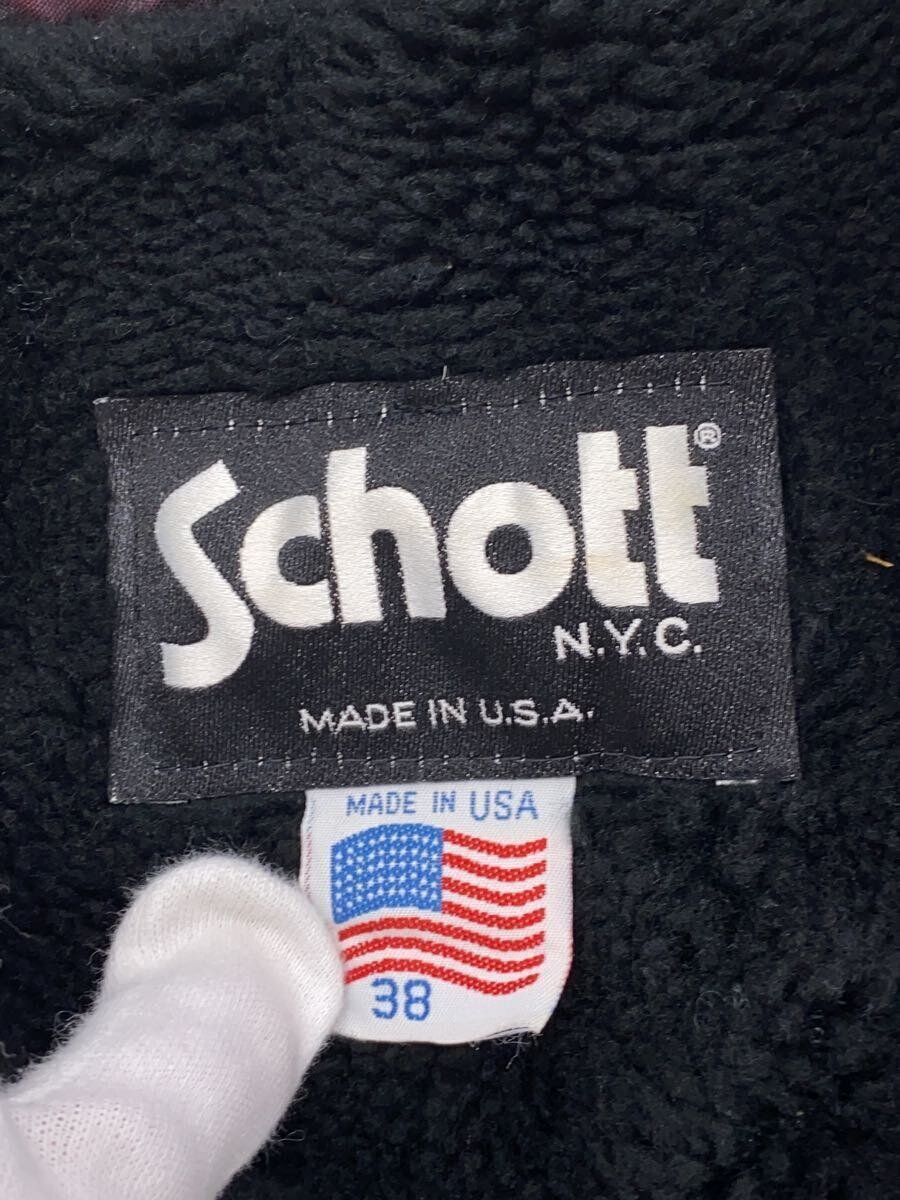 Schott®
N.Y.C.
MADE IN U.S.A.
MADE IN USA
38